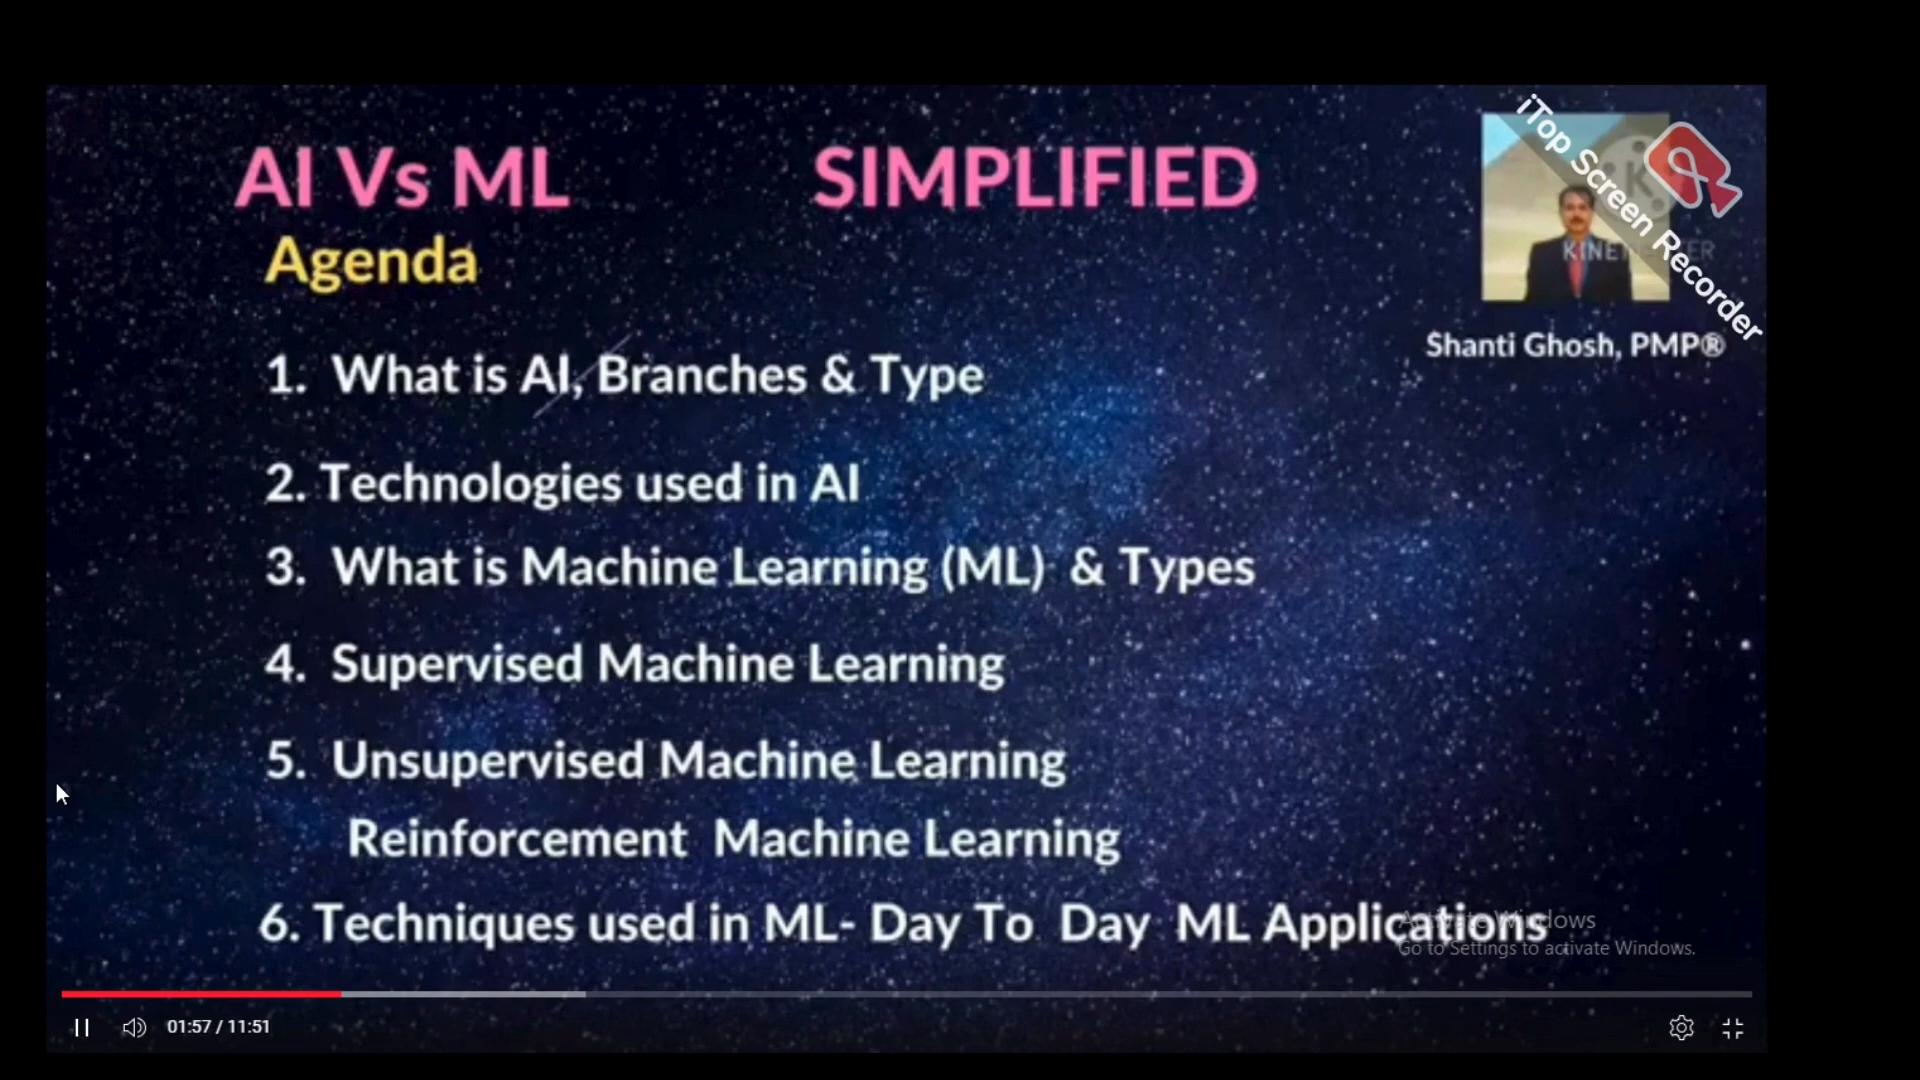 AI Vs ML SIMPLIFIED
Agenda
iTop Screen Recorder
Shanti Ghosh, PMP®
1. What is AI, Branches & Type
2. Technologies used in AI
3. What is Machine Learning (ML) & Types
4. Supervised Machine Learning
5. Unsupervised Machine Learning
Reinforcement Machine Learning
6. Techniques used in ML- Day To Day ML Applications
Activate Windows
Go to Settings to activate Windows.
01:57 / 11:51